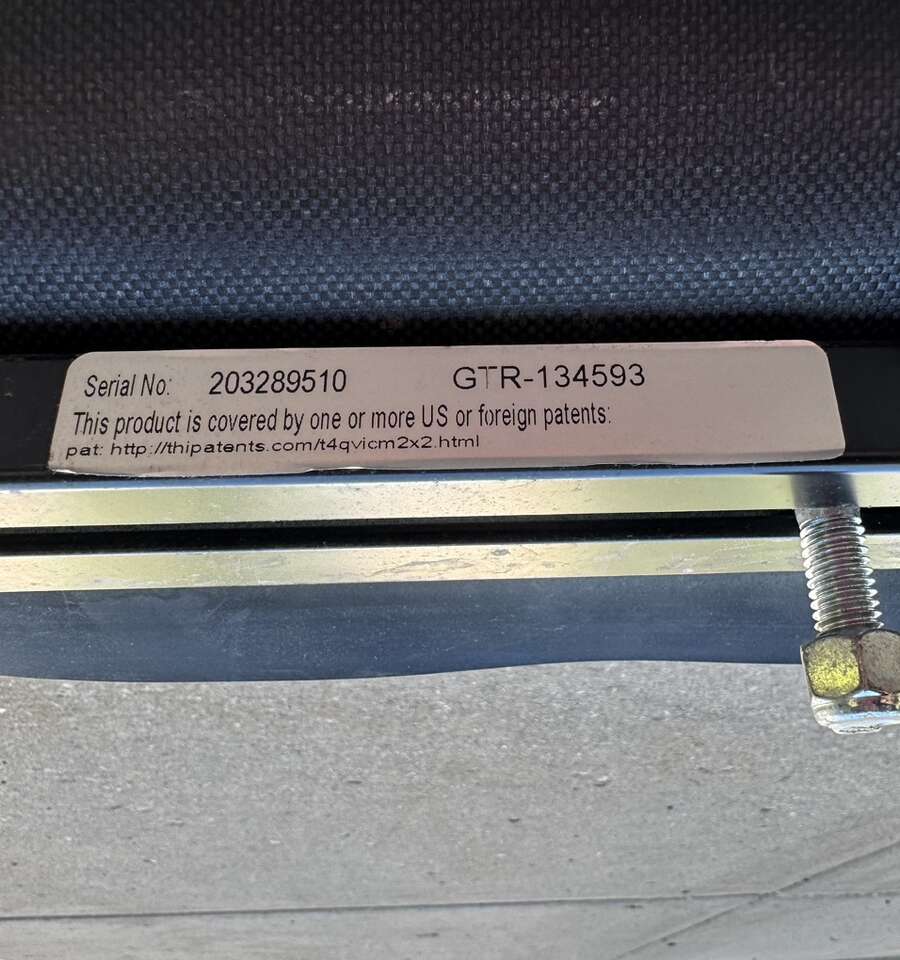 Serial No: 203289510 GTR-134593
This product is covered by one or more US or foreign patents:
pat: http://thipatents.com/t4qvicm2x2.html